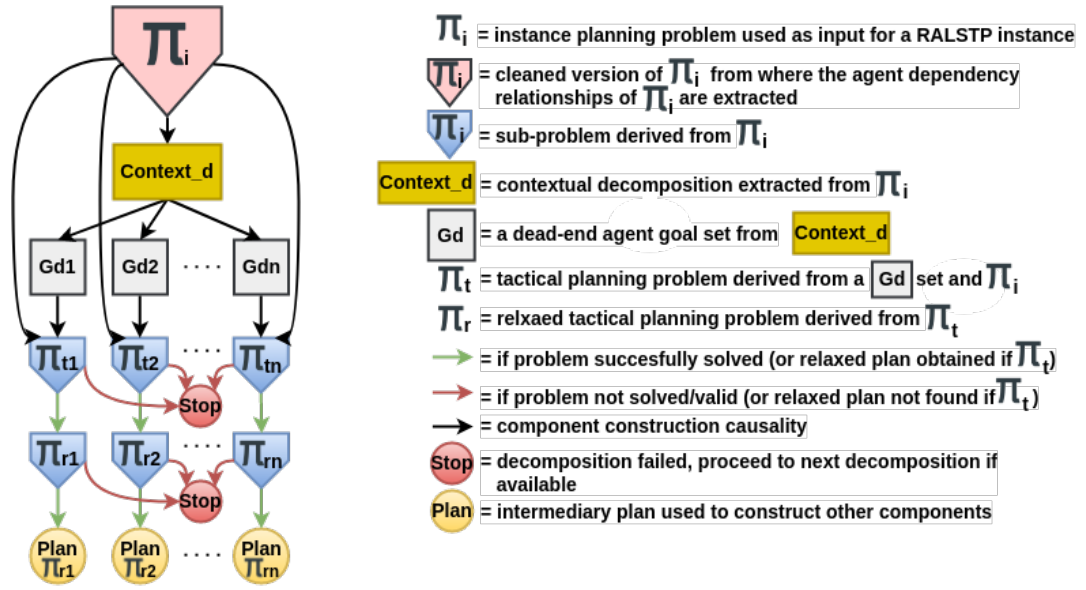 πi
Context_d
Gd1 Gd2 .... Gdn
πt1 πt2 .... πtn
Stop
πr1 πr2 .... πrn
Stop
Plan Plan .... Plan
πr1 πr2 πrn
πi = instance planning problem used as input for a RALSTP instance
πi = cleaned version of πi from where the agent dependency
relationships of πi are extracted
πi = sub-problem derived from πi
Context_d = contextual decomposition extracted from πi
Gd = a dead-end agent goal set from Context_d
πt = tactical planning problem derived from a Gd set and πi
πr = relxaed tactical planning problem derived from πt
= if problem succesfully solved (or relaxed plan obtained if πt)
= if problem not solved/valid (or relaxed plan not found if πt)
= component construction causality
Stop = decomposition failed, proceed to next decomposition if
available
Plan = intermediary plan used to construct other components